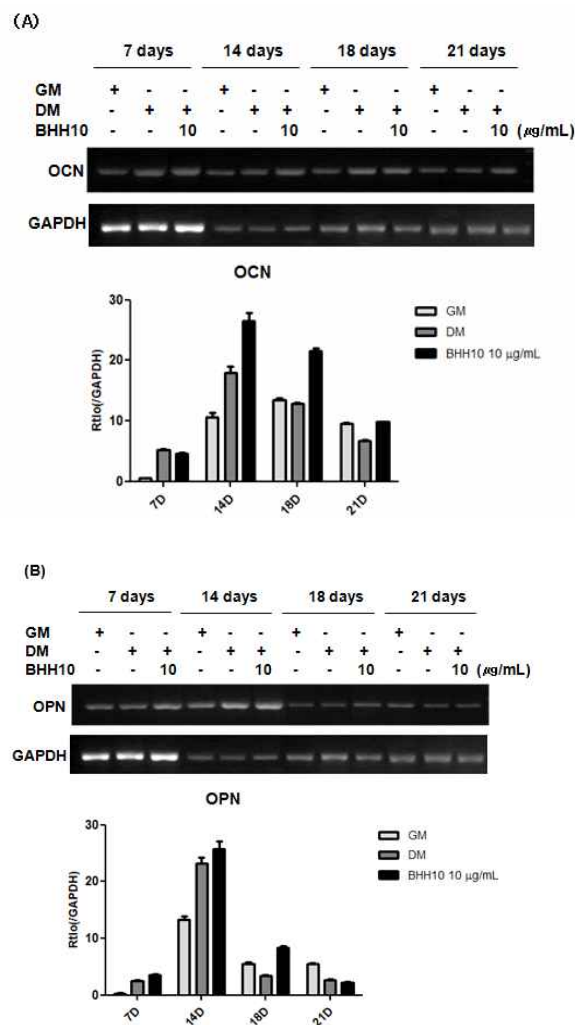 (A)
7 days 14 days 18 days 21 days
GM + - - + - - + - - + - -
DM - + + - + + - + + - + +
BHH10 - - 10 - - 10 - - 10 - - 10 (㎍/mL)
OCN
GAPDH
OCN
30
20
10
0
Rtio(/GAPDH)
GM
DM
BHH10 10 µg/mL
7D 14D 18D 21D
(B)
7 days 14 days 18 days 21 days
GM + - - + - - + - - + - -
DM - + + - + + - + + - + +
BHH10 - - 10 - - 10 - - 10 - - 10 (㎍/mL)
OPN
GAPDH
OPN
30
20
10
0
Rtio(/GAPDH)
GM
DM
BHH10 10 µg/mL
7D 14D 18D 21D